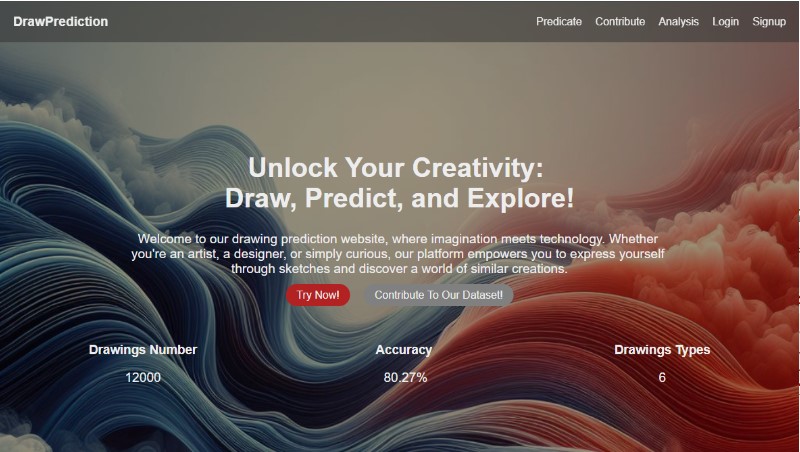 DrawPrediction
Predicate Contribute Analysis Login Signup
Unlock Your Creativity:
Draw, Predict, and Explore!
Welcome to our drawing prediction website, where imagination meets technology. Whether
you're an artist, a designer, or simply curious, our platform empowers you to express yourself
through sketches and discover a world of similar creations.
Try Now! Contribute To Our Dataset!
Drawings Number Accuracy Drawings Types
12000 80.27% 6